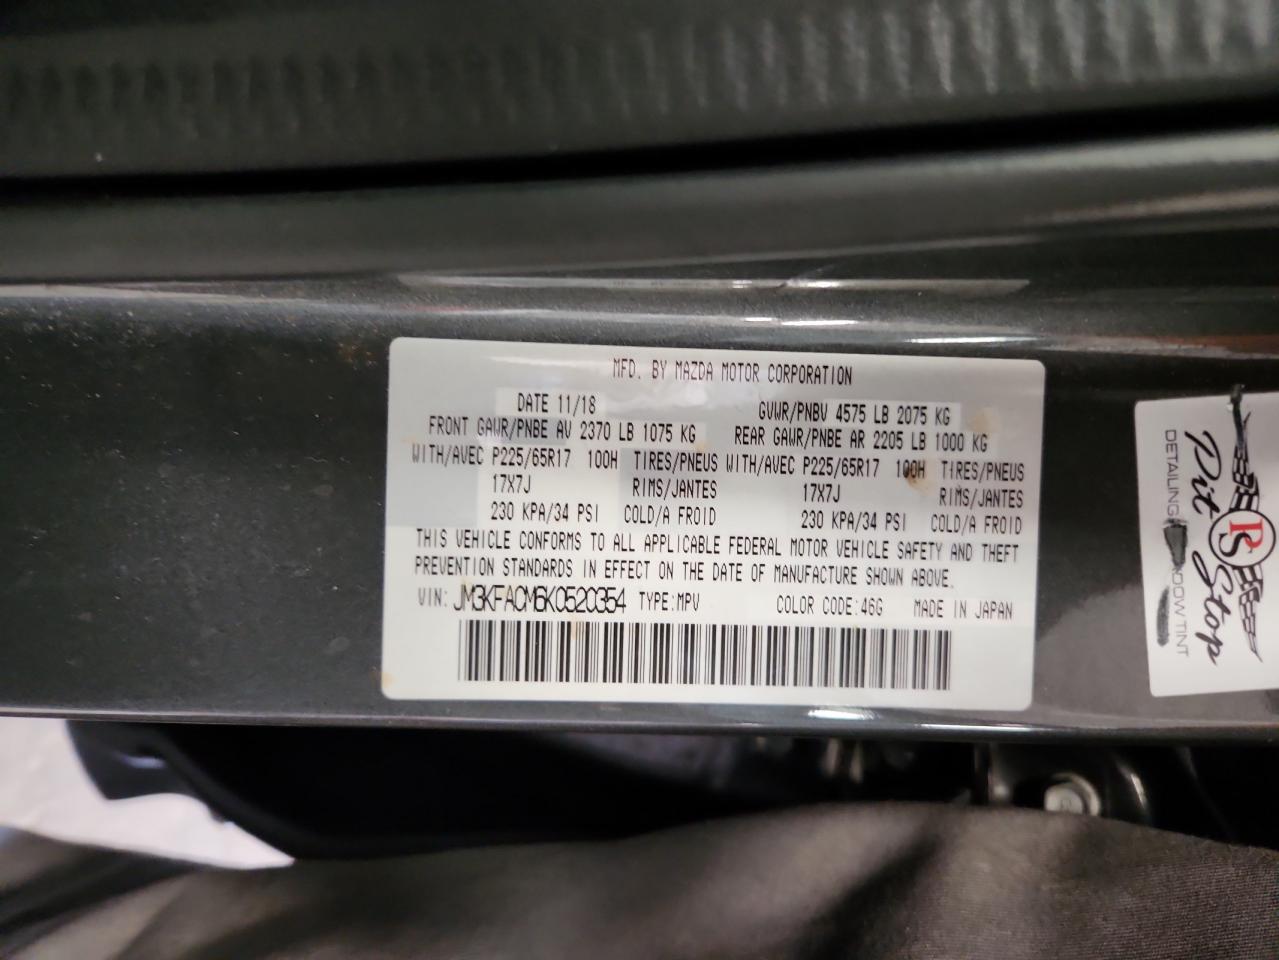 MFD. BY MAZDA MOTOR CORPORATION
DATE 11/18 GVWR/PNBV 4575 LB 2075 KG
FRONT GAWR/PNBE AV 2370 LB 1075 KG REAR GAWR/PNBE AR 2205 LB 1000 KG
WITH/AVEC P225/65R17 100H TIRES/PNEUS WITH/AVEC P225/65R17 100H TIRES/PNEUS
17X7J RIMS/JANTES 17X7J RIMS/JANTES
230 KPA/34 PSI COLD/A FROID 230 KPA/34 PSI COLD/A FROID
THIS VEHICLE CONFORMS TO ALL APPLICABLE FEDERAL MOTOR VEHICLE SAFETY AND THEFT
PREVENTION STANDARDS IN EFFECT ON THE DATE OF MANUFACTURE SHOWN ABOVE.
VIN: JM3KFACM6K0520354 TYPE:MPV COLOR CODE:46G MADE IN JAPAN
Pit Stop
PS
DETAILING
TINT